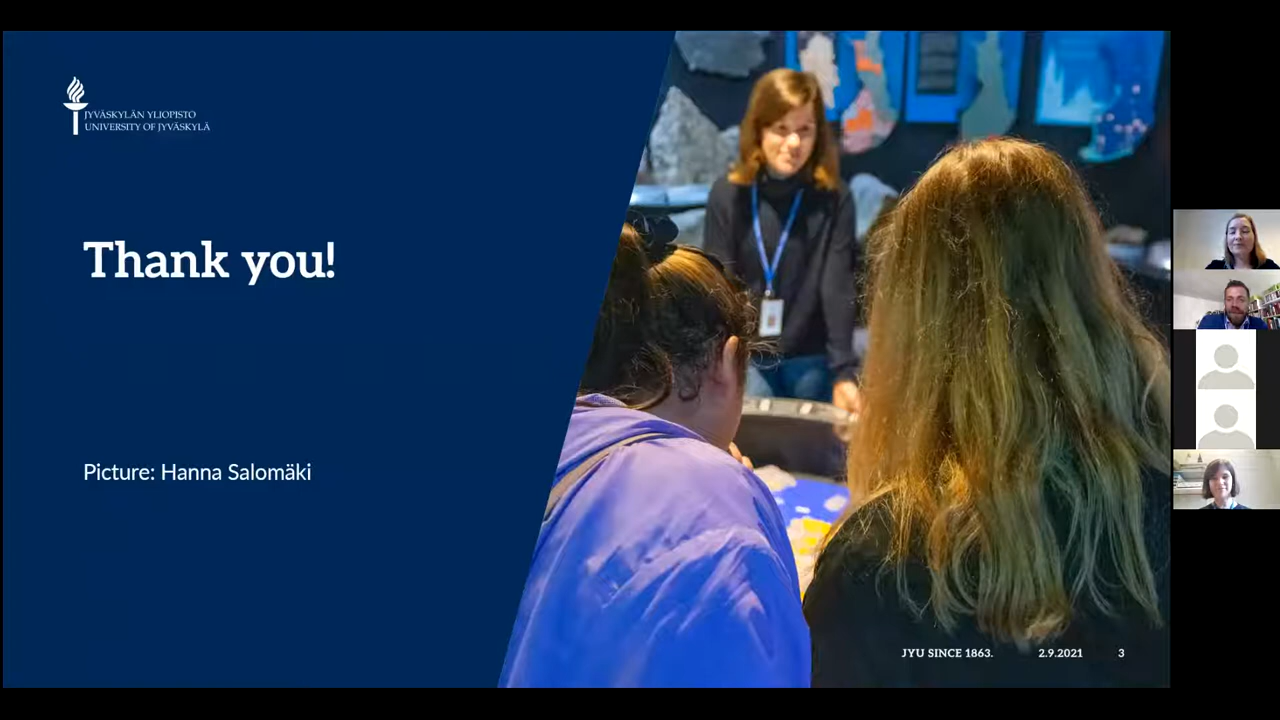 JYVÄSKYLÄN YLIOPISTO
UNIVERSITY OF JYVÄSKYLÄ
Thank you!
Picture: Hanna Salomäki
JYU SINCE 1863. 2.9.2021 3